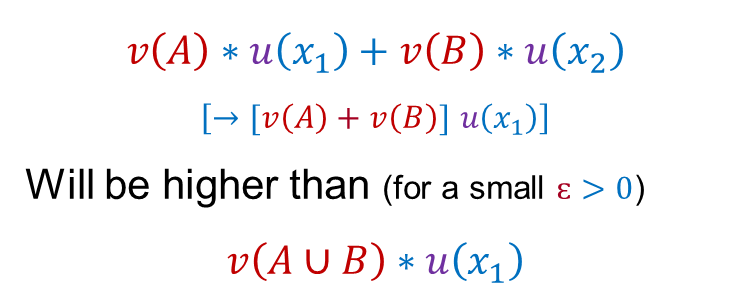 v(A) * u(x₁) + v(B) * u(x₂)
[→ [v(A) + v(B)] u(x₁)]
Will be higher than (for a small ε > 0)
v(A ∪ B) * u(x₁)